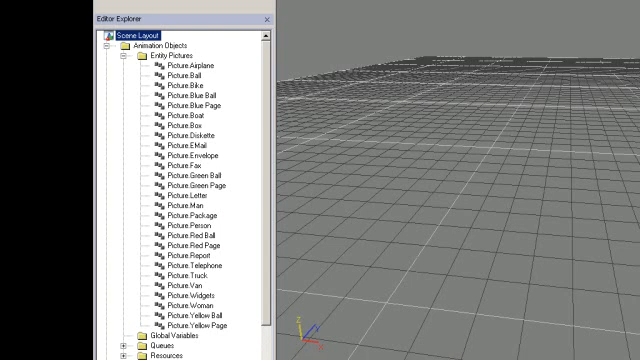 Editor Explorer
Scene Layout
Animation Objects
Entity Pictures
Picture.Airplane
Picture.Ball
Picture.Bike
Picture.Blue Ball
Picture.Blue Page
Picture.Boat
Picture.Box
Picture.Diskette
Picture.EMail
Picture.Envelope
Picture.Fax
Picture.Green Ball
Picture.Green Page
Picture.Letter
Picture.Man
Picture.Package
Picture.Person
Picture.Red Ball
Picture.Red Page
Picture.Report
Picture.Telephone
Picture.Truck
Picture.Van
Picture.Widgets
Picture.Woman
Picture.Yellow Ball
Picture.Yellow Page
Global Variables
Queues
Resources
Z
Y
X